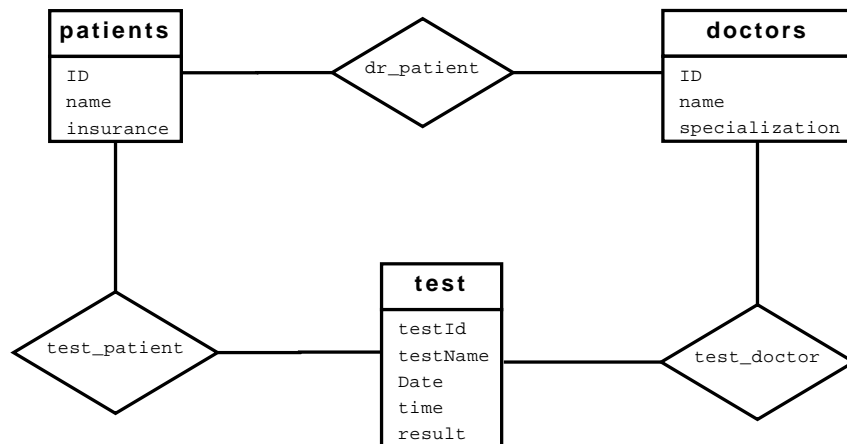 patients
ID
name
insurance
dr_patient
doctors
ID
name
specialization
test_patient
test
testId
testName
Date
time
result
test_doctor